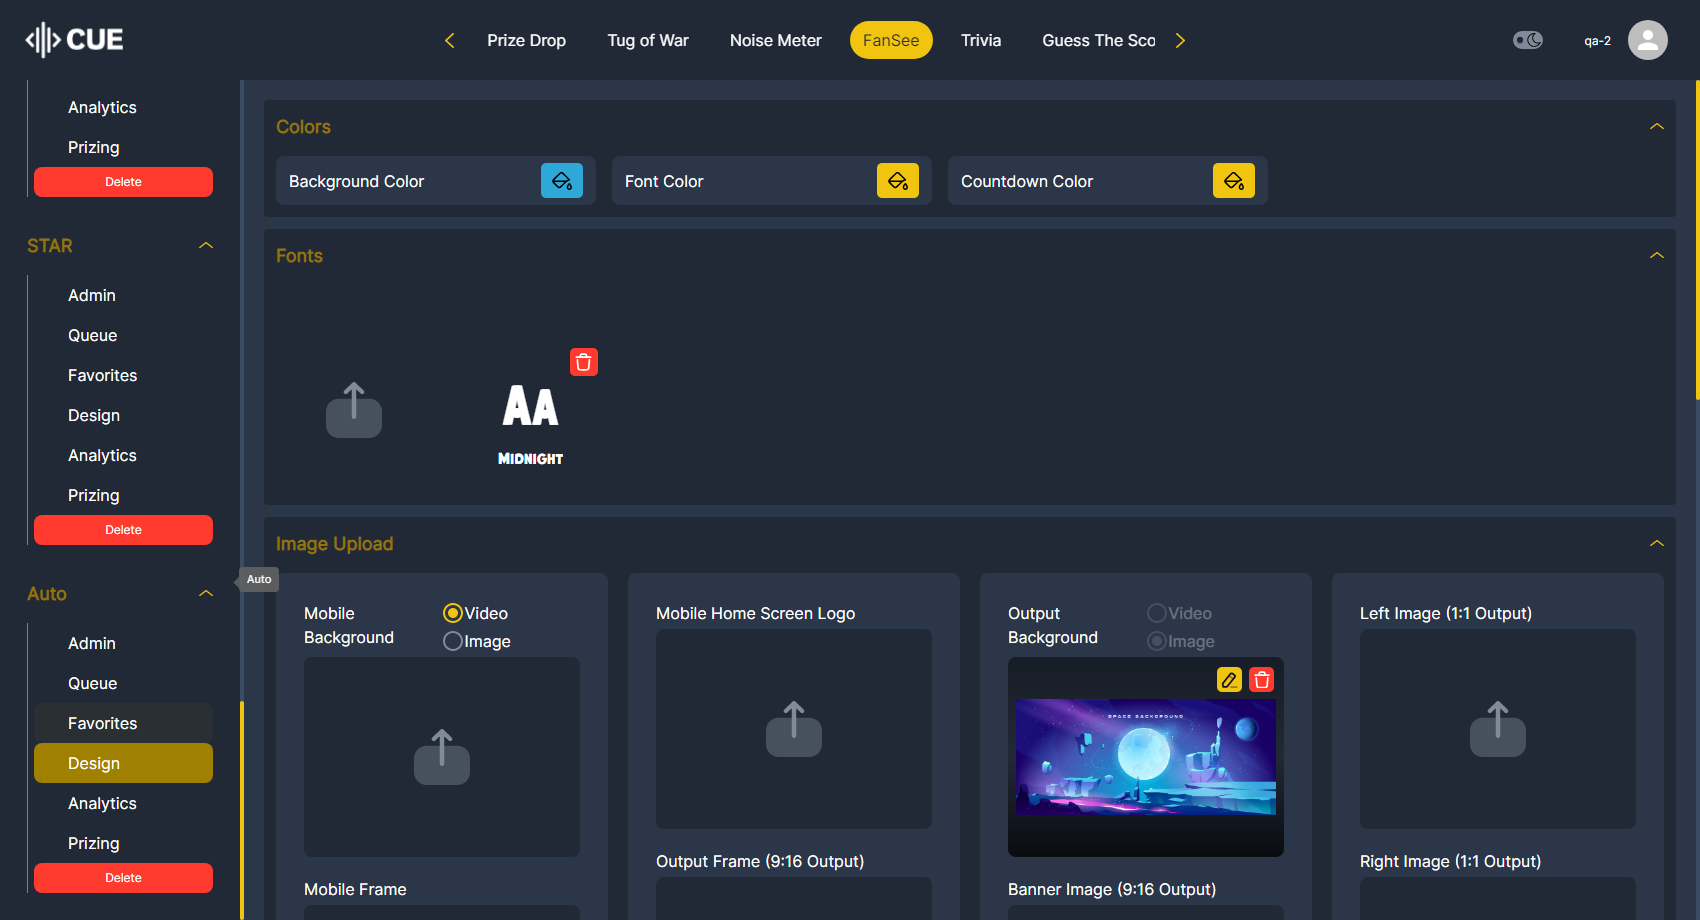 CUE
Prize Drop
Tug of War
Noise Meter
FanSee
Trivia
Guess The Sco
qa-2
Analytics
Prizing
Delete
STAR
Admin
Queue
Favorites
Design
Analytics
Prizing
Delete
Auto
Auto
Admin
Queue
Favorites
Design
Analytics
Prizing
Delete
Colors
Background Color
Font Color
Countdown Color
Fonts
AA
MIDNIGHT
Image Upload
Mobile
Background
Video
Image
Mobile Home Screen Logo
Output
Background
Video
Image
SPACE BACKGROUND
Left Image (1:1 Output)
Mobile Frame
Output Frame (9:16 Output)
Banner Image (9:16 Output)
Right Image (1:1 Output)